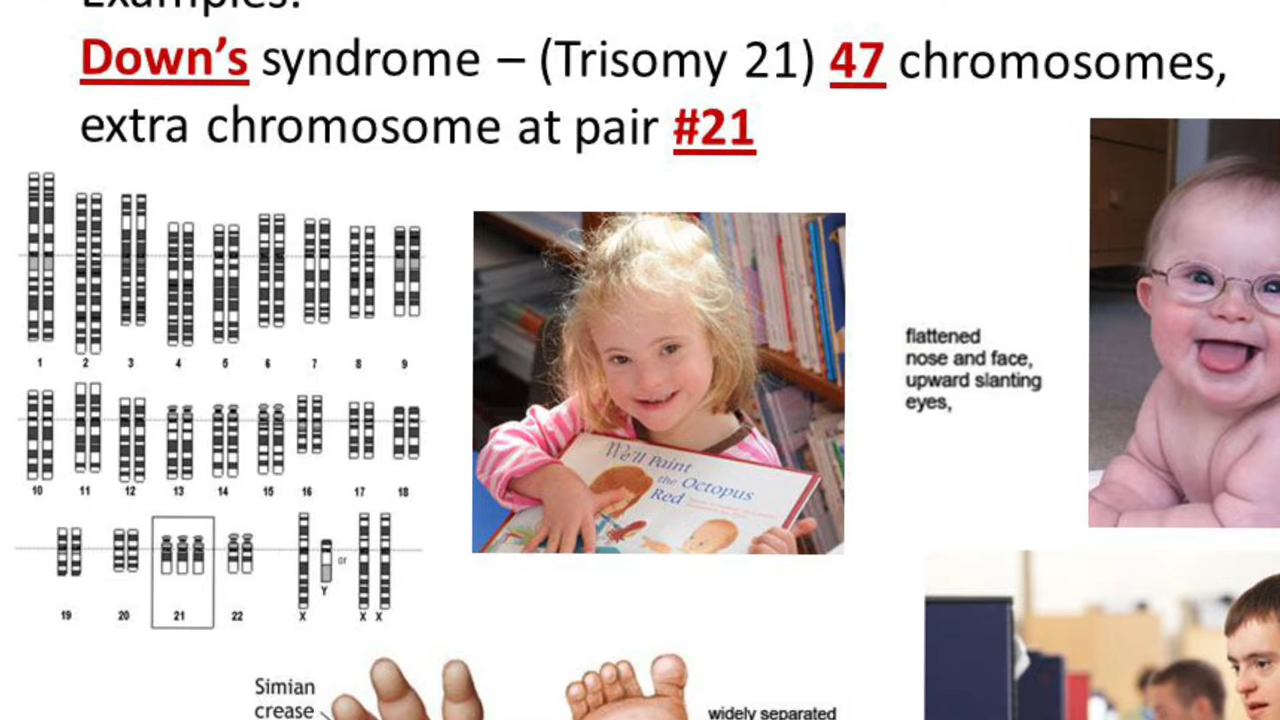 Examples:
Down's syndrome – (Trisomy 21) 47 chromosomes,
extra chromosome at pair #21
1 2 3 4 5 6 7 8 9
10 11 12 13 14 15 16 17 18
19 20 21 22 X Y or X X
We'll Paint
the Octopus
Red
flattened
nose and face,
upward slanting
eyes,
Simian
crease
widely separated